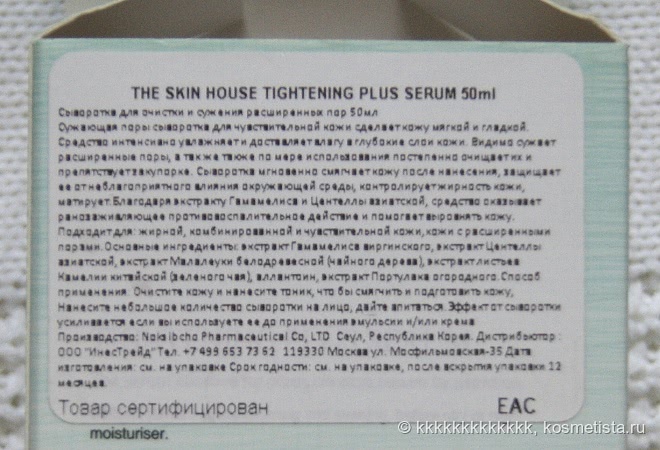 THE SKIN HOUSE TIGHTENING PLUS SERUM 50ml
Сыворотка для очистки и сужения расширенных пор 50мл
Сужающая поры сыворотка для чувствительной кожи сделает кожу мягкой и гладкой.
Средство интенсивно увлажняет и доставляет влагу в глубокие слои кожи. Видимо сужает
расширенные поры, а так же также по мере использования постепенно очищает их и
препятствует закупорке. Сыворотка мгновенно смягчает кожу после нанесения, защищает
ее от неблагоприятного влияния окружающей среды, контролирует жирность кожи,
матирует. Благодаря экстракту Гамамелиса и Центеллы азиатской, средство оказывает
ранозаживляющее противовоспалительное действие и помогает выровнять кожу.
Подходит для: жирной, комбинированной и чувствительной кожи, кожи с расширенными
порами. Основные ингредиенты: экстракт Гамамелиса виргинского, экстракт Центеллы
азиатской, экстракт Малалеуки белодревесной (чайного дерева), экстракт листьев
Камелии китайской (зеленого чая), аллантоин, экстракт Портулака огородного. Способ
применения: Очистите кожу и нанесите тоник, что бы смягчить и подготовить кожу,
Нанесите небольшое количество сыворотки на лицо, дайте впитаться. Эффект от сыворотки
усиливается если вы используете ее до применения эмульсии и/или крема
Производство: Noksibcho Pharmaceutical Co, LTD Сеул, Республика Корея. Дистрибьютор :
ООО "ИнесТрейд" Тел. +7 499 653 73 62 119330 Москва ул. Мосфильмовская-35 Дата
изготовления: см. на упаковке Срок годности: см. на упаковке, после вскрытия упаковки 12
месяцев.
Товар сертифицирован EAC
moisturiser.
© kkkkkkkkkkkkkk, kosmetista.ru